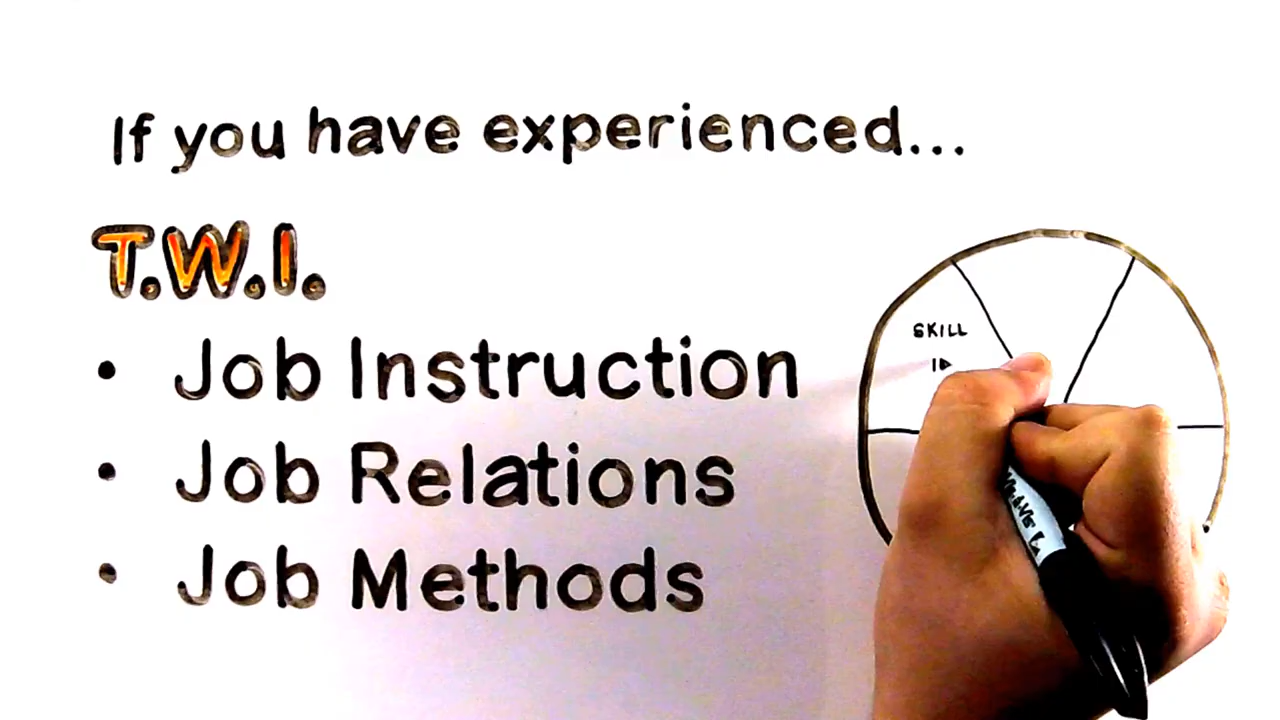 If you have experienced...
T.W.I.
• Job Instruction
• Job Relations
• Job Methods
SKILL